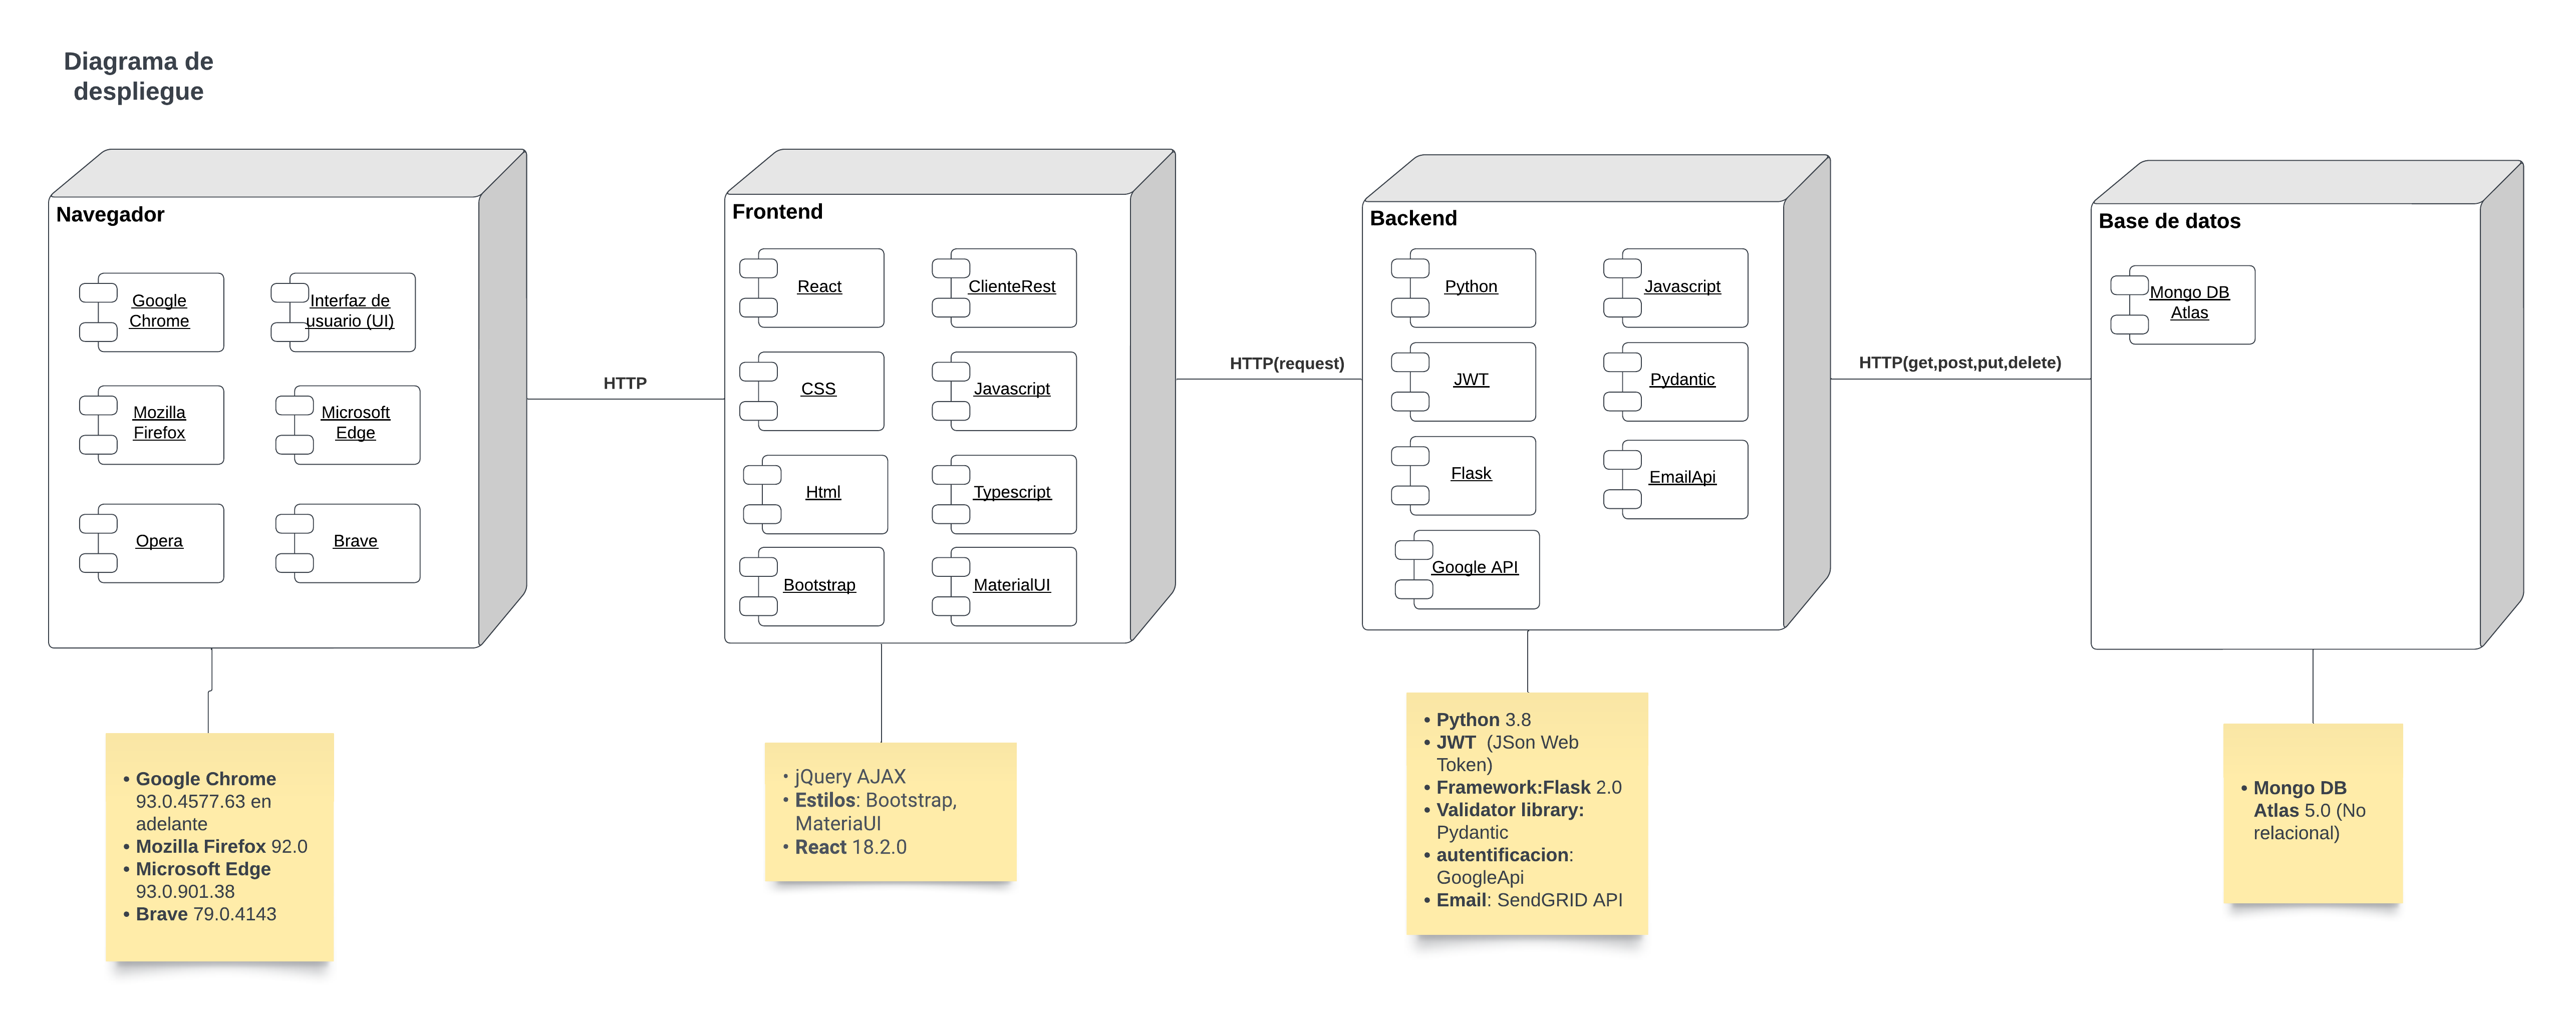 Diagrama de
despliegue
Navegador
Google
Chrome
Interfaz de
usuario (UI)
Mozilla
Firefox
Microsoft
Edge
Opera
Brave
HTTP
Frontend
React
ClienteRest
CSS
Javascript
Html
Typescript
Bootstrap
MaterialUI
HTTP(request)
Backend
Python
Javascript
JWT
Pydantic
Flask
EmailApi
Google API
HTTP(get,post,put,delete)
Base de datos
Mongo DB
Atlas
• Google Chrome
93.0.4577.63 en
adelante
• Mozilla Firefox 92.0
• Microsoft Edge
93.0.901.38
• Brave 79.0.4143
• jQuery AJAX
• Estilos: Bootstrap,
MateriaUI
• React 18.2.0
• Python 3.8
• JWT (JSon Web
Token)
• Framework:Flask 2.0
• Validator library:
Pydantic
• autentificacion:
GoogleApi
• Email: SendGRID API
• Mongo DB
Atlas 5.0 (No
relacional)